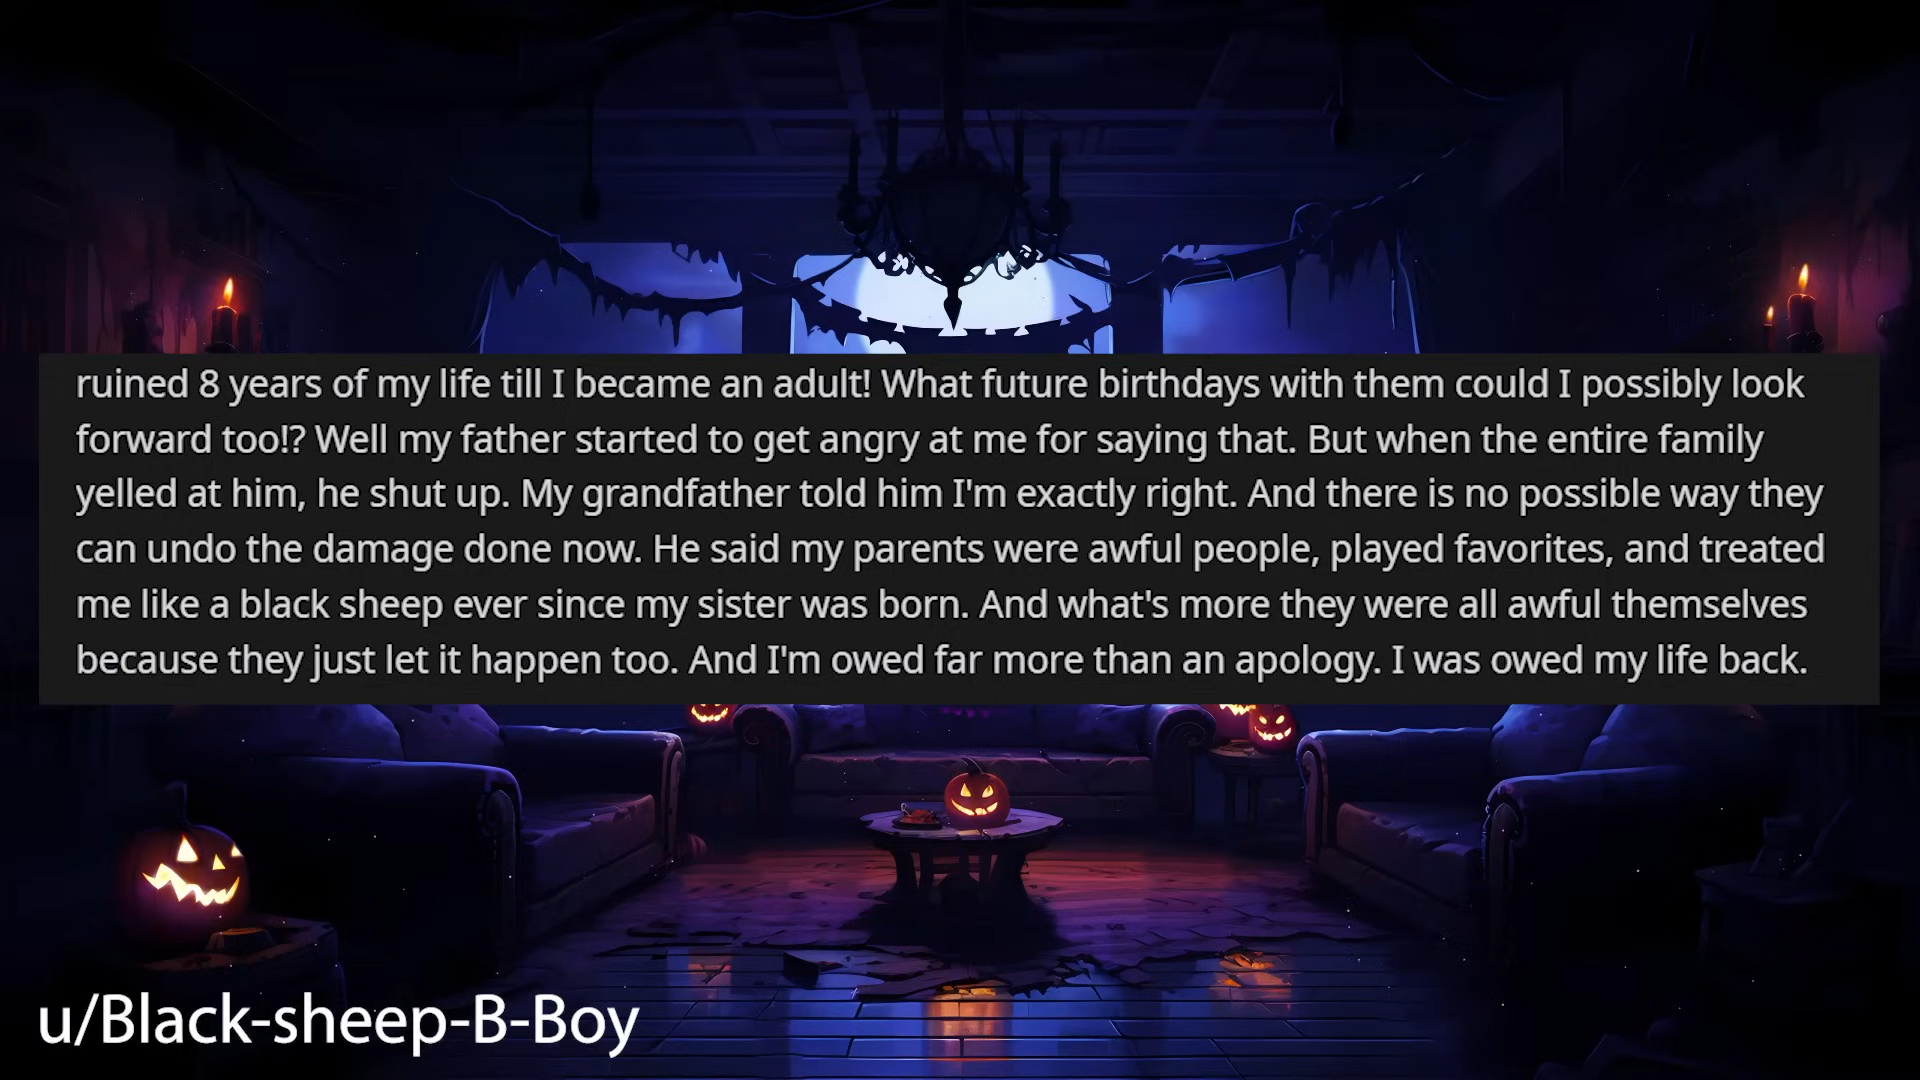 ruined 8 years of my life till I became an adult! What future birthdays with them could I possibly look
forward too!? Well my father started to get angry at me for saying that. But when the entire family
yelled at him, he shut up. My grandfather told him I'm exactly right. And there is no possible way they
can undo the damage done now. He said my parents were awful people, played favorites, and treated
me like a black sheep ever since my sister was born. And what's more they were all awful themselves
because they just let it happen too. And I'm owed far more than an apology. I was owed my life back.
u/Black-sheep-B-Boy